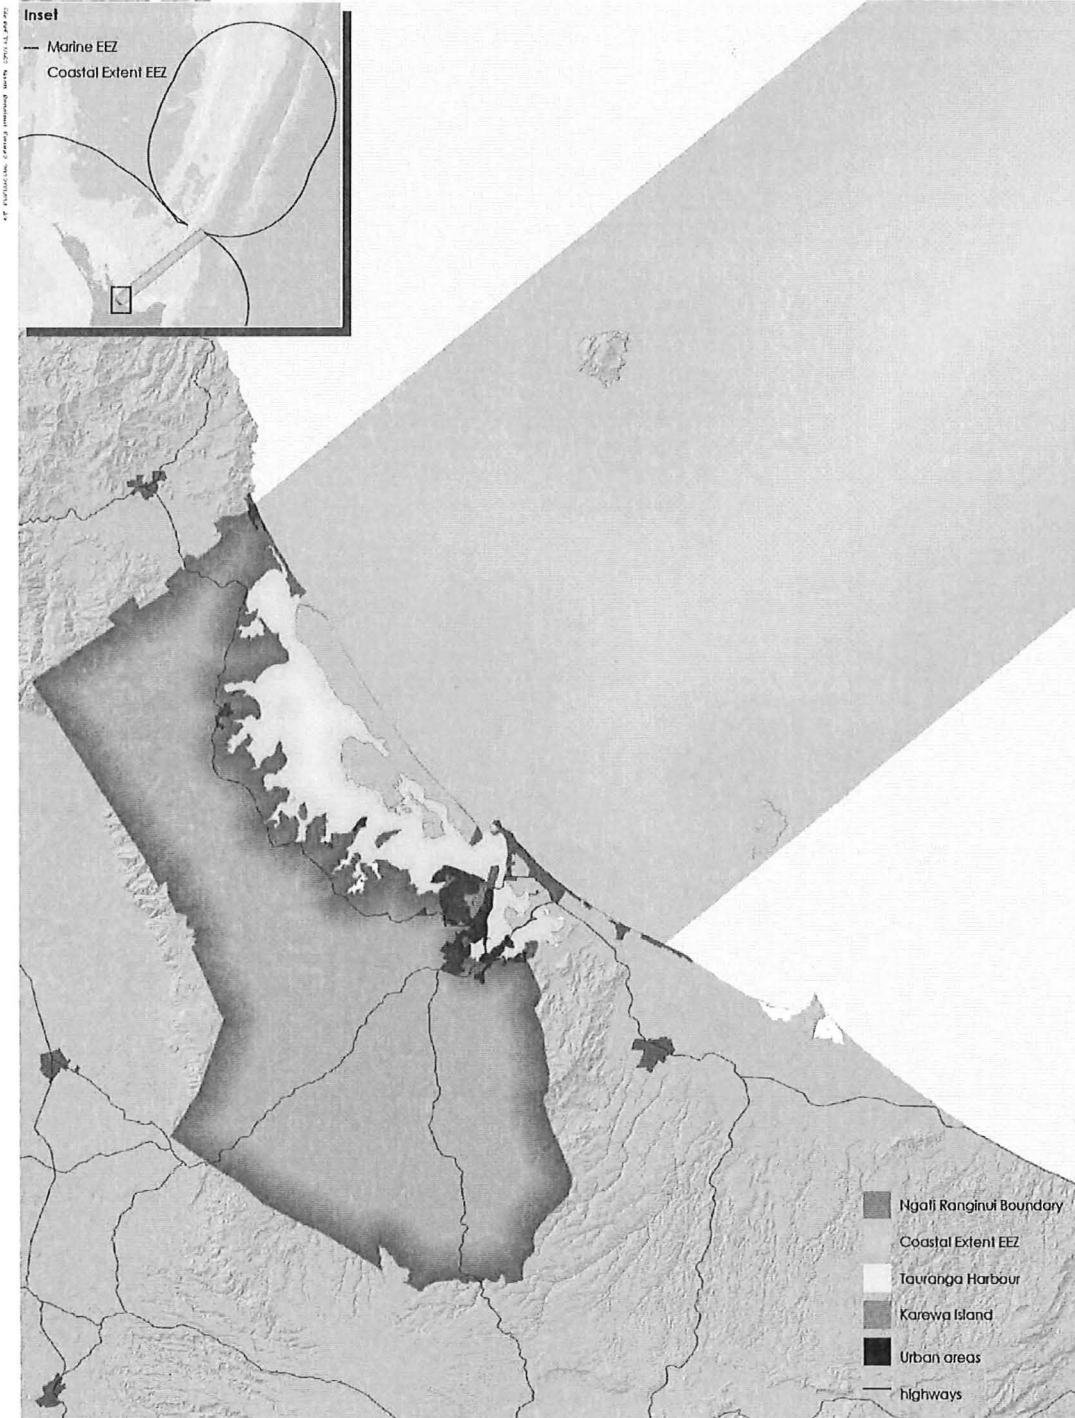 Inset
Marine EEZ
Coastal Extent EEZ
Ngati Ranginui Boundary
Coastal Extent EEZ
Tauranga Harbour
Karewa Island
Urban areas
highways